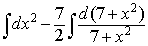 ∫dx² − 7/2 ∫ d(7+x²)/(7+x²)